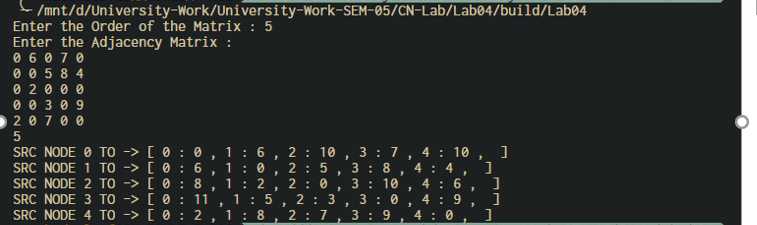 ~ /mnt/d/University-Work/University-Work-SEM-05/CN-Lab/Lab04/build/Lab04
Enter the Order of the Matrix : 5
Enter the Adjacency Matrix :
0 6 0 7 0
0 0 5 8 4
0 2 0 0 0
0 0 3 0 9
2 0 7 0 0
5
SRC NODE 0 TO -> [ 0 : 0 , 1 : 6 , 2 : 10 , 3 : 7 , 4 : 10 ,  ]
SRC NODE 1 TO -> [ 0 : 6 , 1 : 0 , 2 : 5 , 3 : 8 , 4 : 4 ,  ]
SRC NODE 2 TO -> [ 0 : 8 , 1 : 2 , 2 : 0 , 3 : 10 , 4 : 6 ,  ]
SRC NODE 3 TO -> [ 0 : 11 , 1 : 5 , 2 : 3 , 3 : 0 , 4 : 9 ,  ]
SRC NODE 4 TO -> [ 0 : 2 , 1 : 8 , 2 : 7 , 3 : 9 , 4 : 0 ,  ]